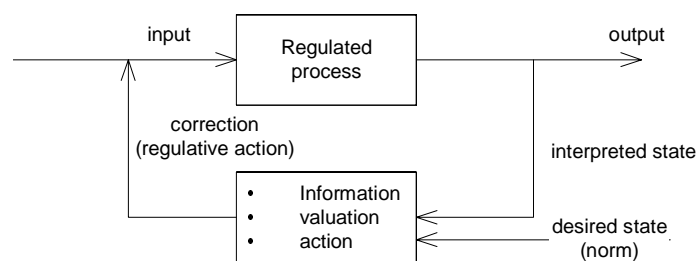 input
Regulated
process
output
correction
(regulative action)
interpreted state
• Information
• valuation
• action
desired state
(norm)